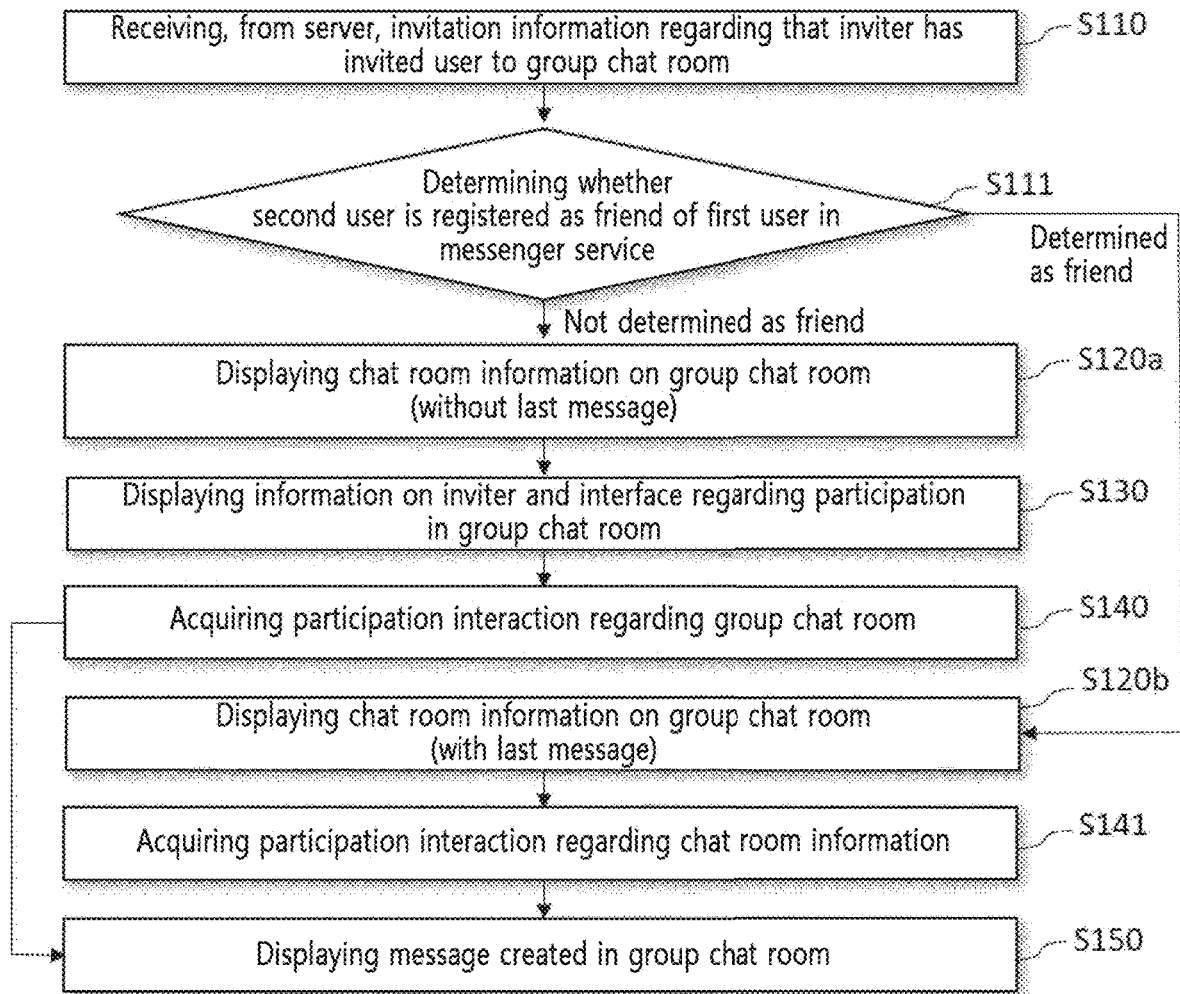 Receiving, from server, invitation information regarding that inviter has
invited user to group chat room
S110
Determining whether
second user is registered as friend of first user in
messenger service
S111
Determined
as friend
Not determined as friend
Displaying chat room information on group chat room
(without last message)
S120a
Displaying information on inviter and interface regarding participation
in group chat room
S130
Acquiring participation interaction regarding group chat room
S140
Displaying chat room information on group chat room
(with last message)
S120b
Acquiring participation interaction regarding chat room information
S141
Displaying message created in group chat room
S150